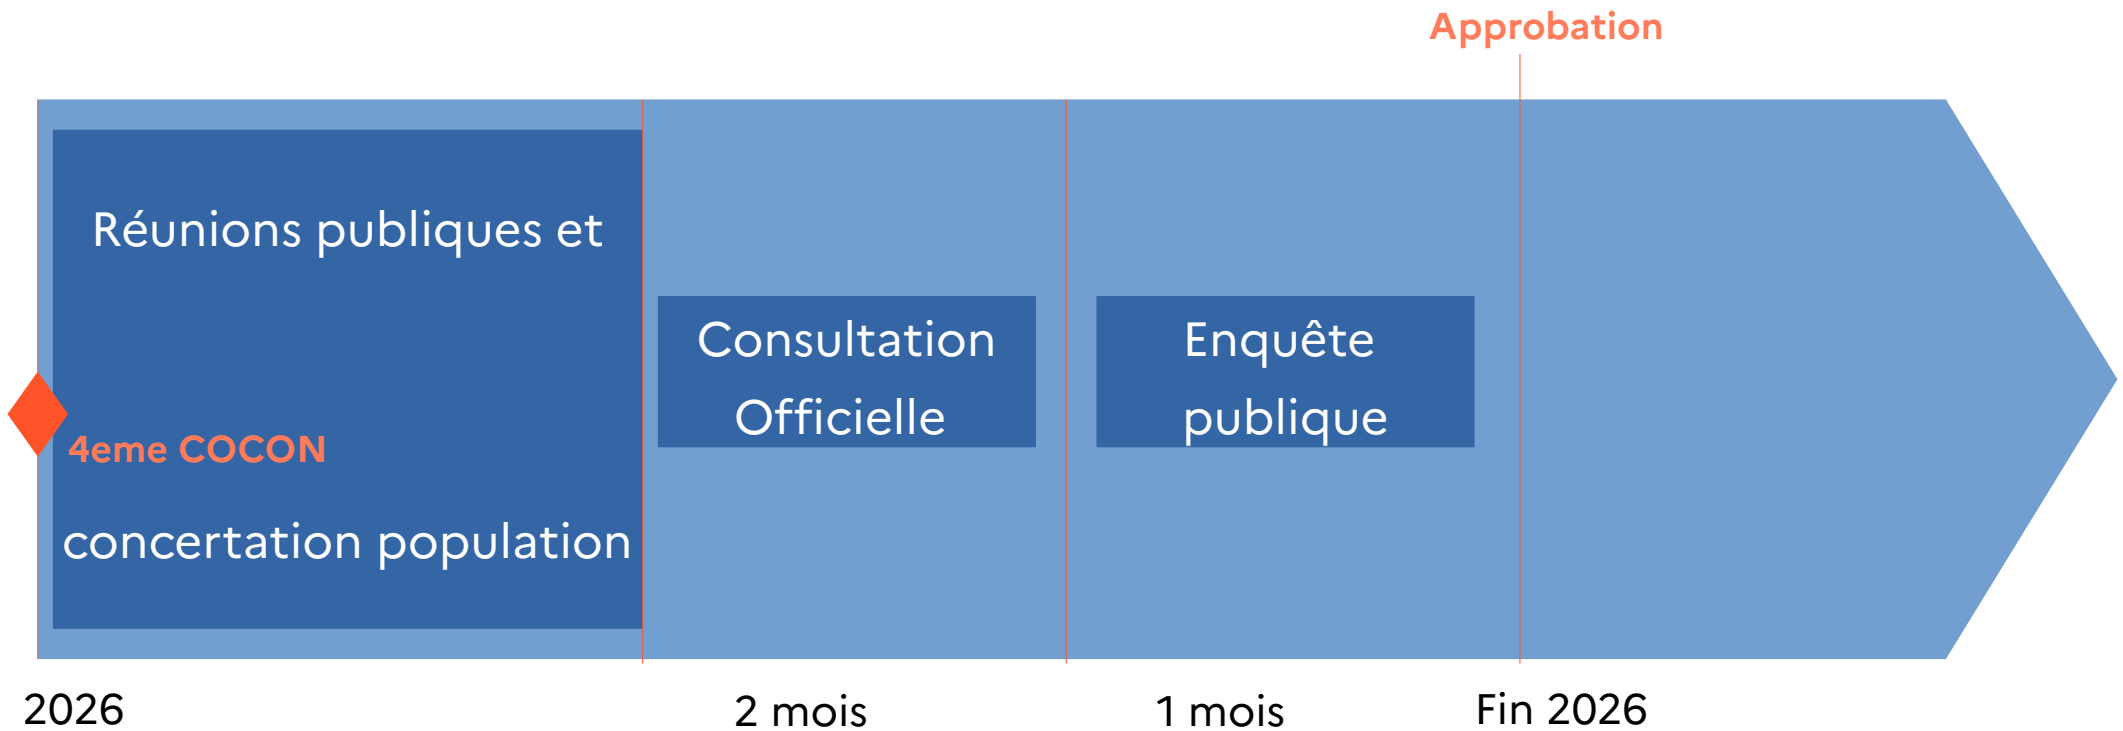 Approbation
Réunions publiques et
4eme COCON
concertation population
Consultation
Officielle
Enquête
publique
2026
2 mois
1 mois
Fin 2026